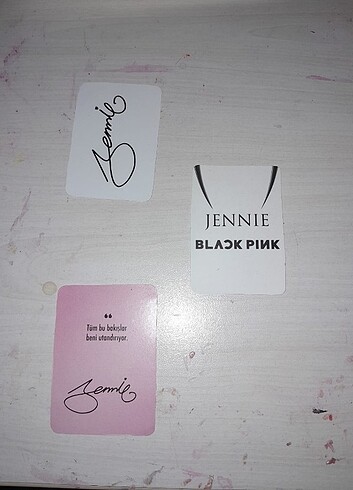 Jennie
JENNIE
BLACKPINK
“
Tüm bu bakışlar
beni utandırıyor.
Jennie